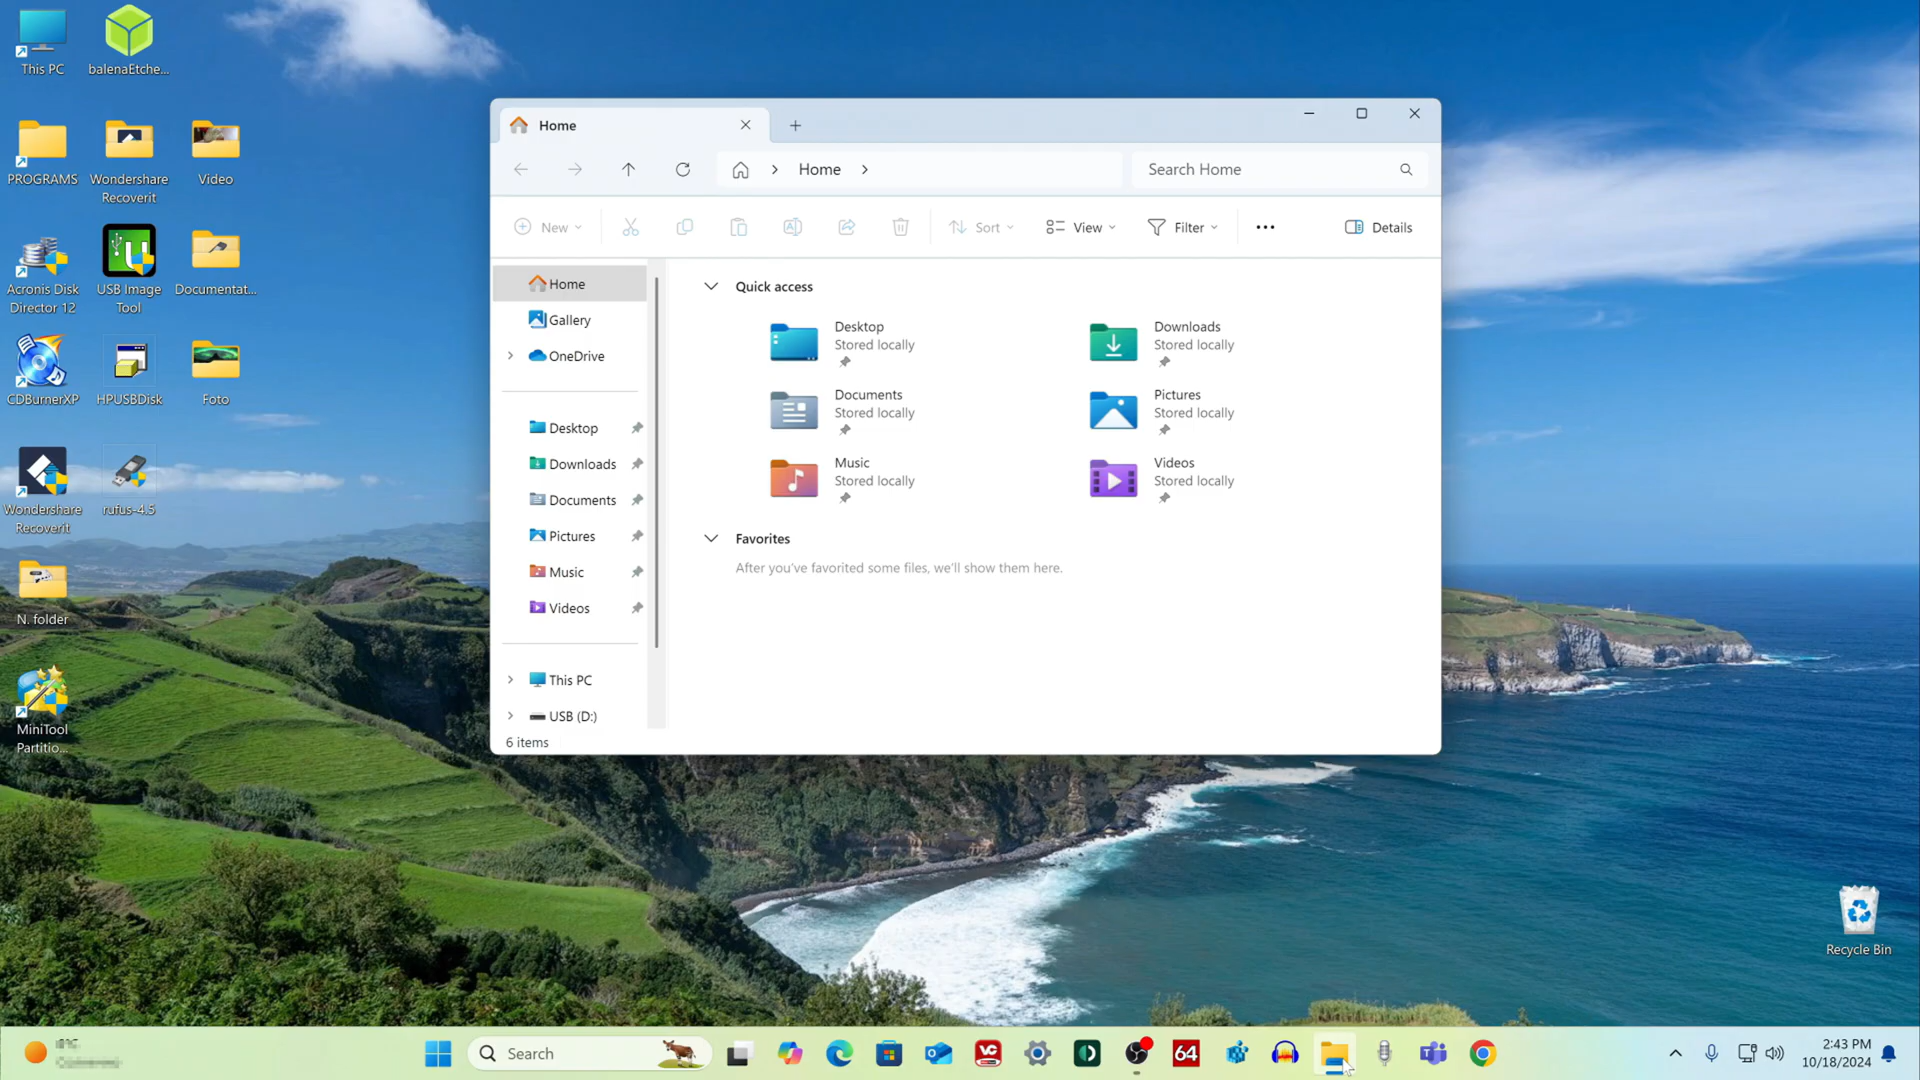 This PC
balenaEtche...
PROGRAMS
Wondershare
Recoverit
Video
Acronis Disk
Director 12
USB Image
Tool
Documentat...
CDBurnerXP
HPUSBDisk
Foto
Wondershare
Recoverit
rufus-4.5
N. folder
MiniTool
Partitio...
Home
Home
Search Home
New
Sort
View
Filter
Details
Home
Gallery
OneDrive
Desktop
Downloads
Documents
Pictures
Music
Videos
This PC
USB (D:)
6 items
Quick access
Desktop
Stored locally
Downloads
Stored locally
Documents
Stored locally
Pictures
Stored locally
Music
Stored locally
Videos
Stored locally
Favorites
After you've favorited some files, we'll show them here.
Recycle Bin
Search
VC
64
2:43 PM
10/18/2024